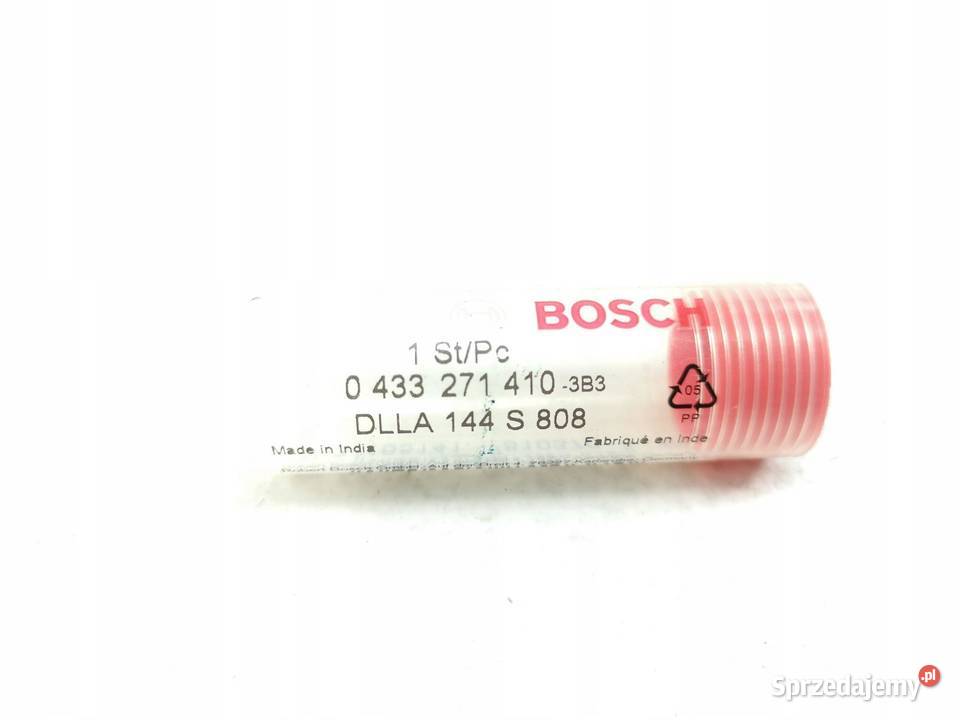 BOSCH
1 St/Pc
0 433 271 410 -3B3
DLLA 144 S 808
05
PP
Made in India
Fabriqué en Inde
Sprzedajemy.pl